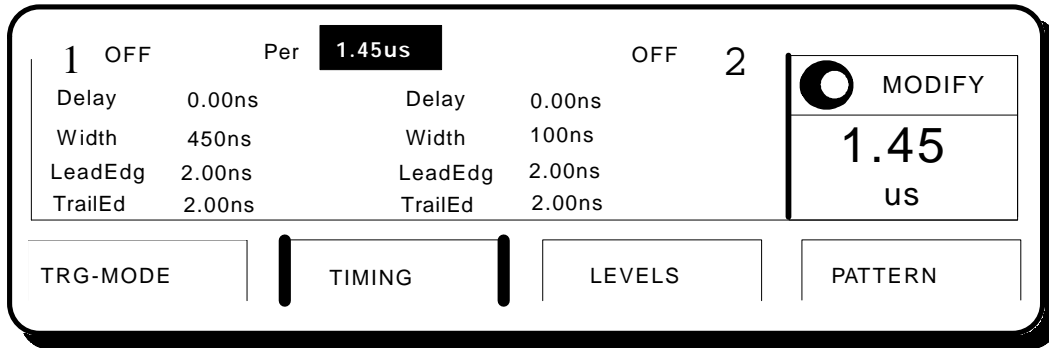 1 OFF Per 1.45us OFF 2
Delay 0.00ns Delay 0.00ns
Width 450ns Width 100ns
LeadEdg 2.00ns LeadEdg 2.00ns
TrailEd 2.00ns TrailEd 2.00ns
MODIFY
1.45
us
TRG-MODE TIMING LEVELS PATTERN